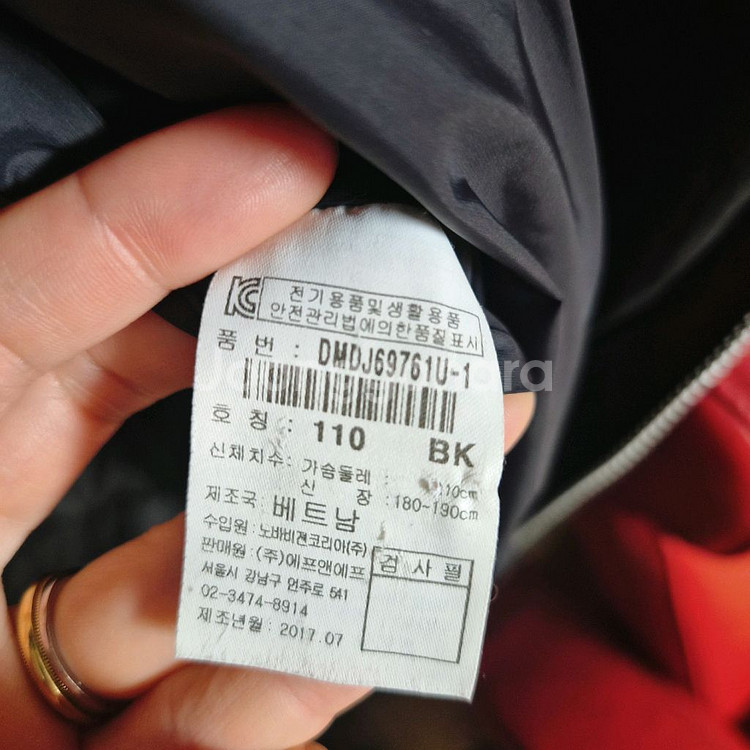 전기용품및생활용품
안전관리법에의한품질표시
품 번 : DMDJ69761U-1
호 칭 : 110 BK
신체치수: 가슴둘레 : 110cm
신 장 :180~190cm
제조국: 베트남
수입원 : 노바비젼코리아(주)
판매원 : (주)에프앤에프
서울시 강남구 언주로 541
02-3474-8914
제조년월 : 2017.07
검 사 필